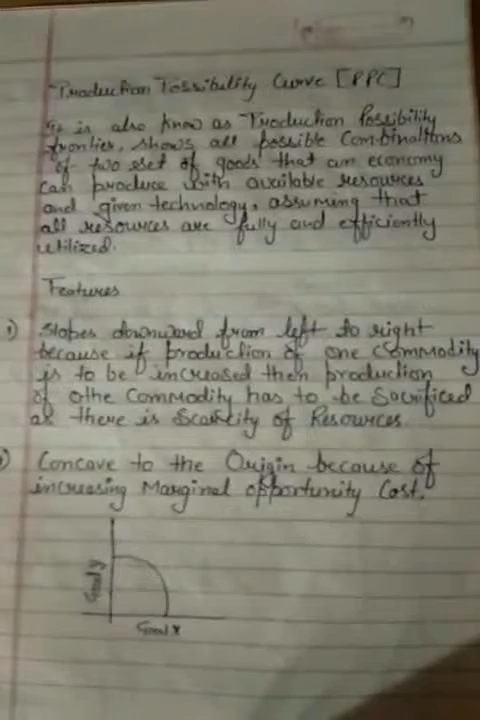 Production Possibility Curve [PPC]
It is also know as Production Possibility
frontier, shows all possible Combinations
of two set of goods that an economy
can produce with available resources
and given technology, assuming that
all resources are fully and efficiently
utilized.
Features
1) Slopes downward from left to right
because if production of one commodity
is to be increased then production
of othe Commodity has to be Sacrificed
as there is Scarcity of Resources.
Concave to the Origin because of
increasing Marginal opportunity Cost.
Good y
Good x